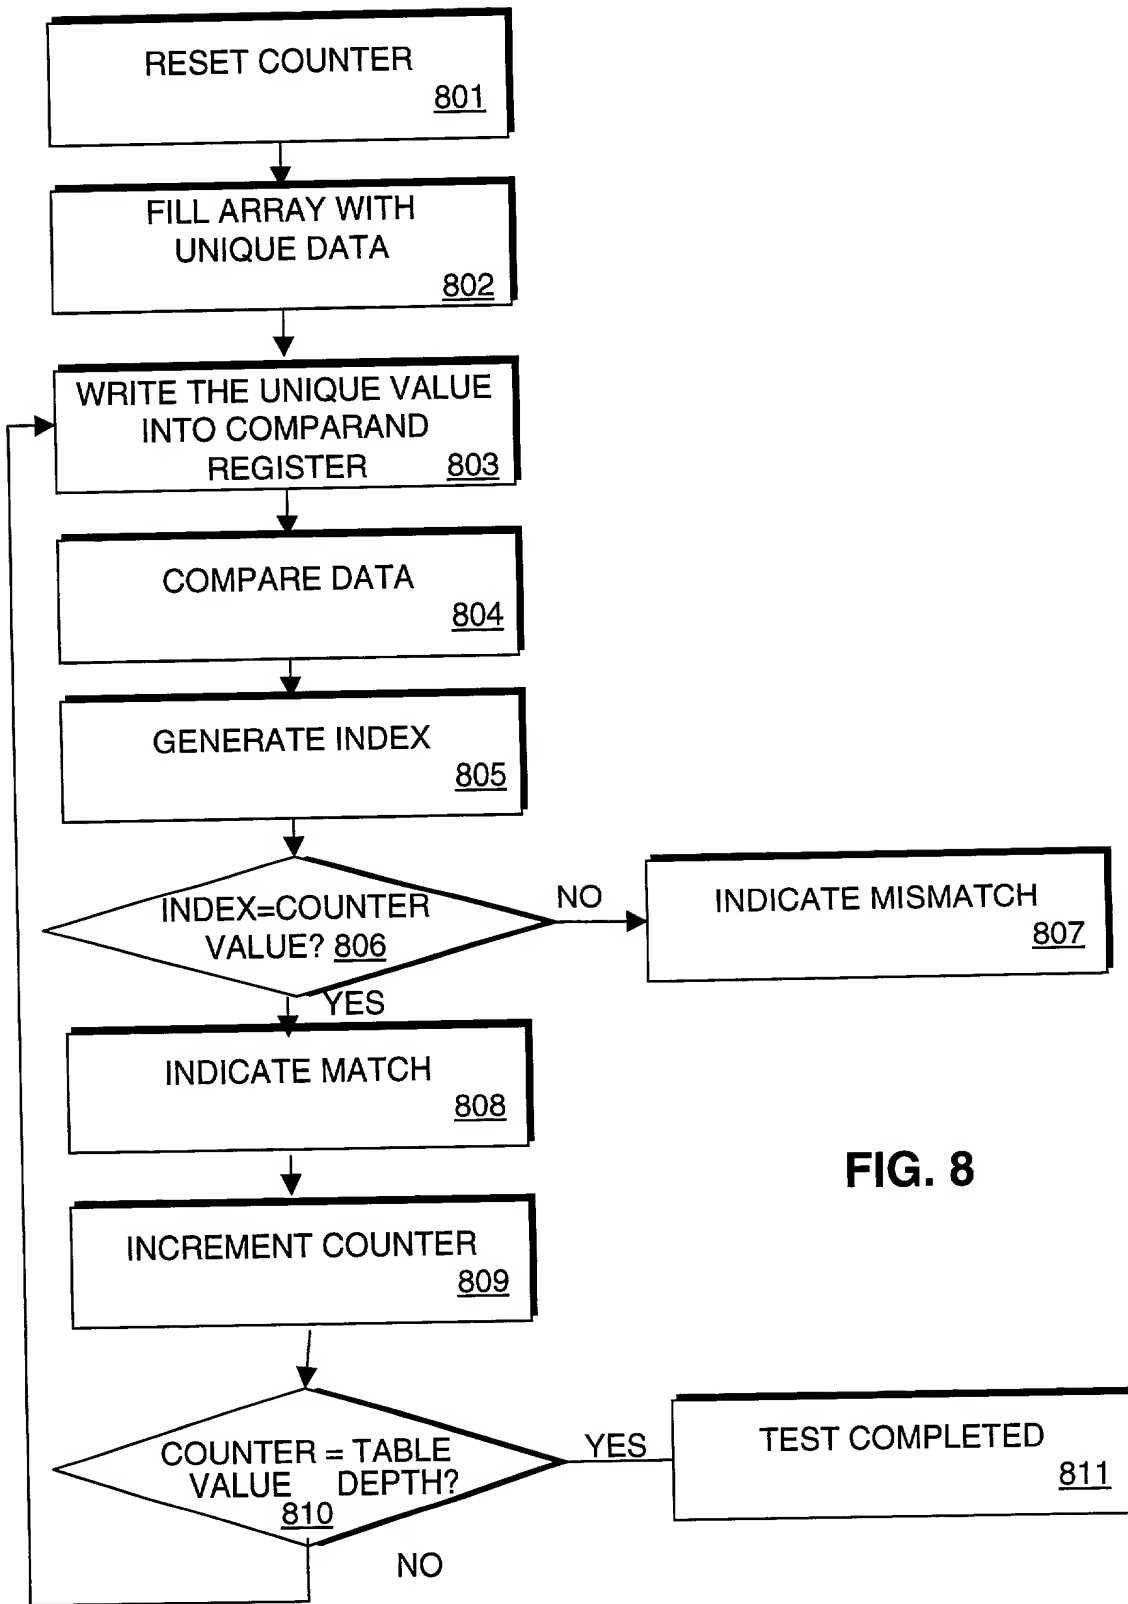 RESET COUNTER
801
FILL ARRAY WITH
UNIQUE DATA
802
WRITE THE UNIQUE VALUE
INTO COMPARAND
REGISTER 803
COMPARE DATA
804
GENERATE INDEX
805
INDEX=COUNTER
VALUE? 806
NO
INDICATE MISMATCH
807
YES
INDICATE MATCH
808
FIG. 8
INCREMENT COUNTER
809
COUNTER = TABLE
VALUE DEPTH?
810
YES
TEST COMPLETED
811
NO